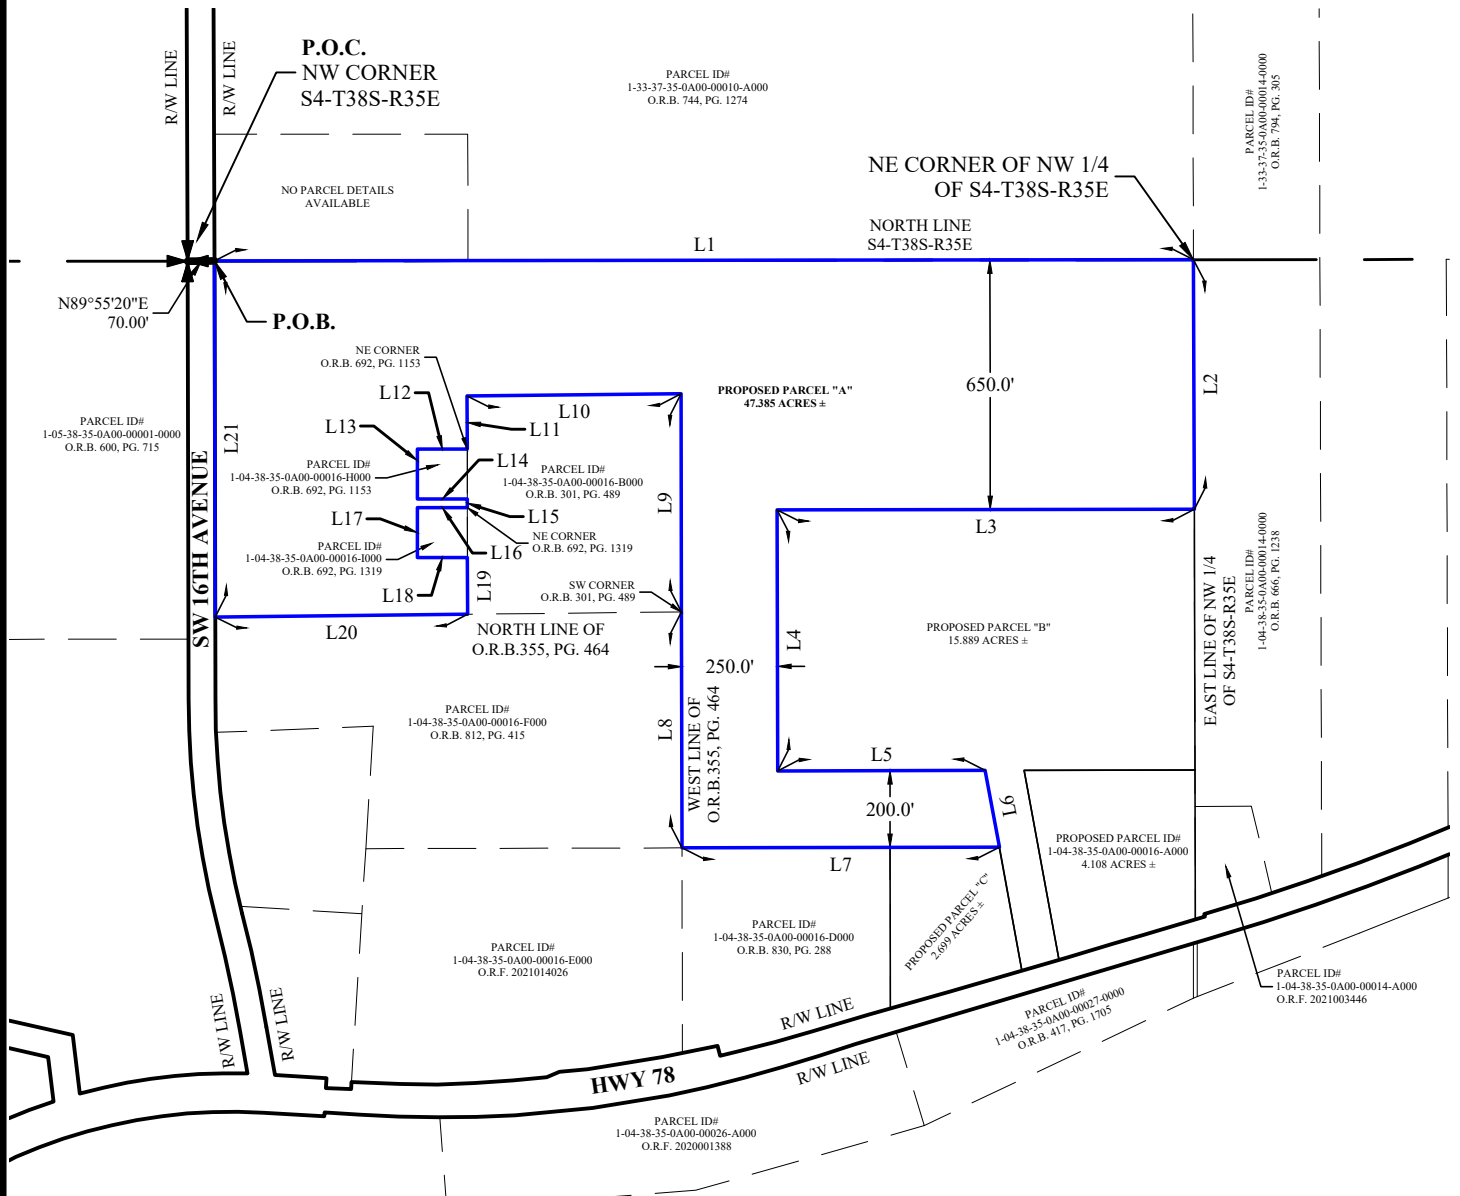 R/W LINE
R/W LINE
P.O.C.
NW CORNER
S4-T38S-R35E
PARCEL ID#
1-33-37-35-0A00-00010-A000
O.R.B. 744, PG. 1274
PARCEL ID#
1-33-37-35-0A00-00014-0000
O.R.B. 794, PG. 305
NO PARCEL DETAILS
AVAILABLE
NE CORNER OF NW 1/4
OF S4-T38S-R35E
NORTH LINE
S4-T38S-R35E
L1
N89°55'20"E
70.00'
P.O.B.
NE CORNER
O.R.B. 692, PG. 1153
L12
L10
PROPOSED PARCEL "A"
47.385 ACRES ±
650.0'
L2
PARCEL ID#
1-05-38-35-0A00-00001-0000
O.R.B. 600, PG. 715
L21
L13
L11
L14
PARCEL ID#
1-04-38-35-0A00-00016-H000
O.R.B. 692, PG. 1153
PARCEL ID#
1-04-38-35-0A00-00016-B000
O.R.B. 301, PG. 489
L9
L17
L15
L3
NE CORNER
O.R.B. 692, PG. 1319
L16
PARCEL ID#
1-04-38-35-0A00-00016-I000
O.R.B. 692, PG. 1319
SW 16TH AVENUE
L18
L19
SW CORNER
O.R.B. 301, PG. 489
EAST LINE OF NW 1/4
OF S4-T38S-R35E
PARCEL ID#
1-04-38-35-0A00-00014-0000
O.R.B. 666, PG. 1238
L20
NORTH LINE OF
O.R.B.355, PG. 464
L4
PROPOSED PARCEL "B"
15.889 ACRES ±
250.0'
PARCEL ID#
1-04-38-35-0A00-00016-F000
O.R.B. 812, PG. 415
L8
WEST LINE OF
O.R.B.355, PG. 464
L5
200.0'
L6
PROPOSED PARCEL ID#
1-04-38-35-0A00-00016-A000
4.108 ACRES ±
L7
PROPOSED PARCEL "C"
2.699 ACRES ±
PARCEL ID#
1-04-38-35-0A00-00016-D000
O.R.B. 830, PG. 288
PARCEL ID#
1-04-38-35-0A00-00016-E000
O.R.F. 2021014026
PARCEL ID#
1-04-38-35-0A00-00014-A000
O.R.F. 2021003446
R/W LINE
R/W LINE
R/W LINE
PARCEL ID#
1-04-38-35-0A00-00027-0000
O.R.B. 417, PG. 1705
HWY 78
R/W LINE
PARCEL ID#
1-04-38-35-0A00-00026-A000
O.R.F. 2020001388